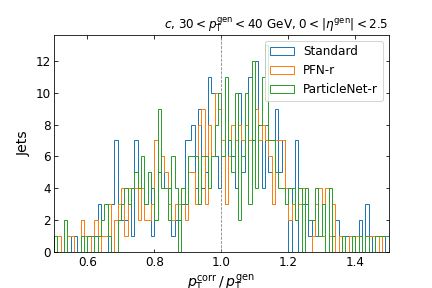 c, 30 < p_T^gen < 40 GeV, 0 < |η^gen| < 2.5
Standard
PFN-r
ParticleNet-r
Jets
12
10
8
6
4
2
0
0.6 0.8 1.0 1.2 1.4
p_T^corr / p_T^gen